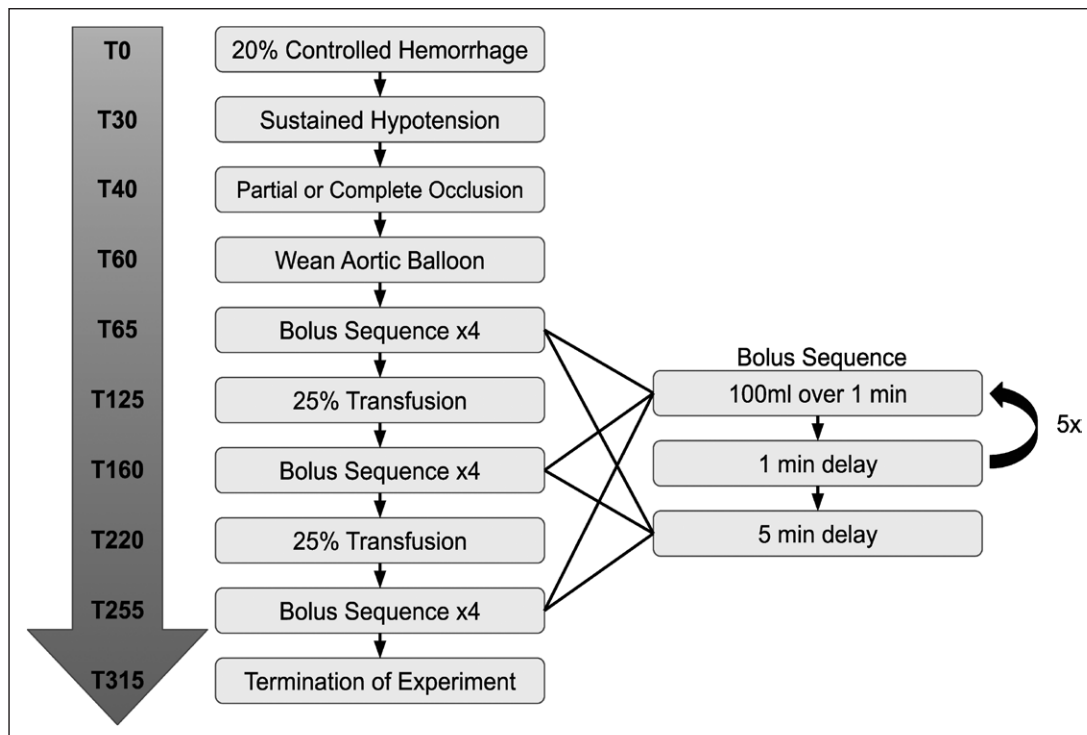 T0
20% Controlled Hemorrhage
T30
Sustained Hypotension
T40
Partial or Complete Occlusion
T60
Wean Aortic Balloon
T65
Bolus Sequence x4
T125
25% Transfusion
T160
Bolus Sequence x4
T220
25% Transfusion
T255
Bolus Sequence x4
T315
Termination of Experiment
Bolus Sequence
100ml over 1 min
1 min delay
5 min delay
5x